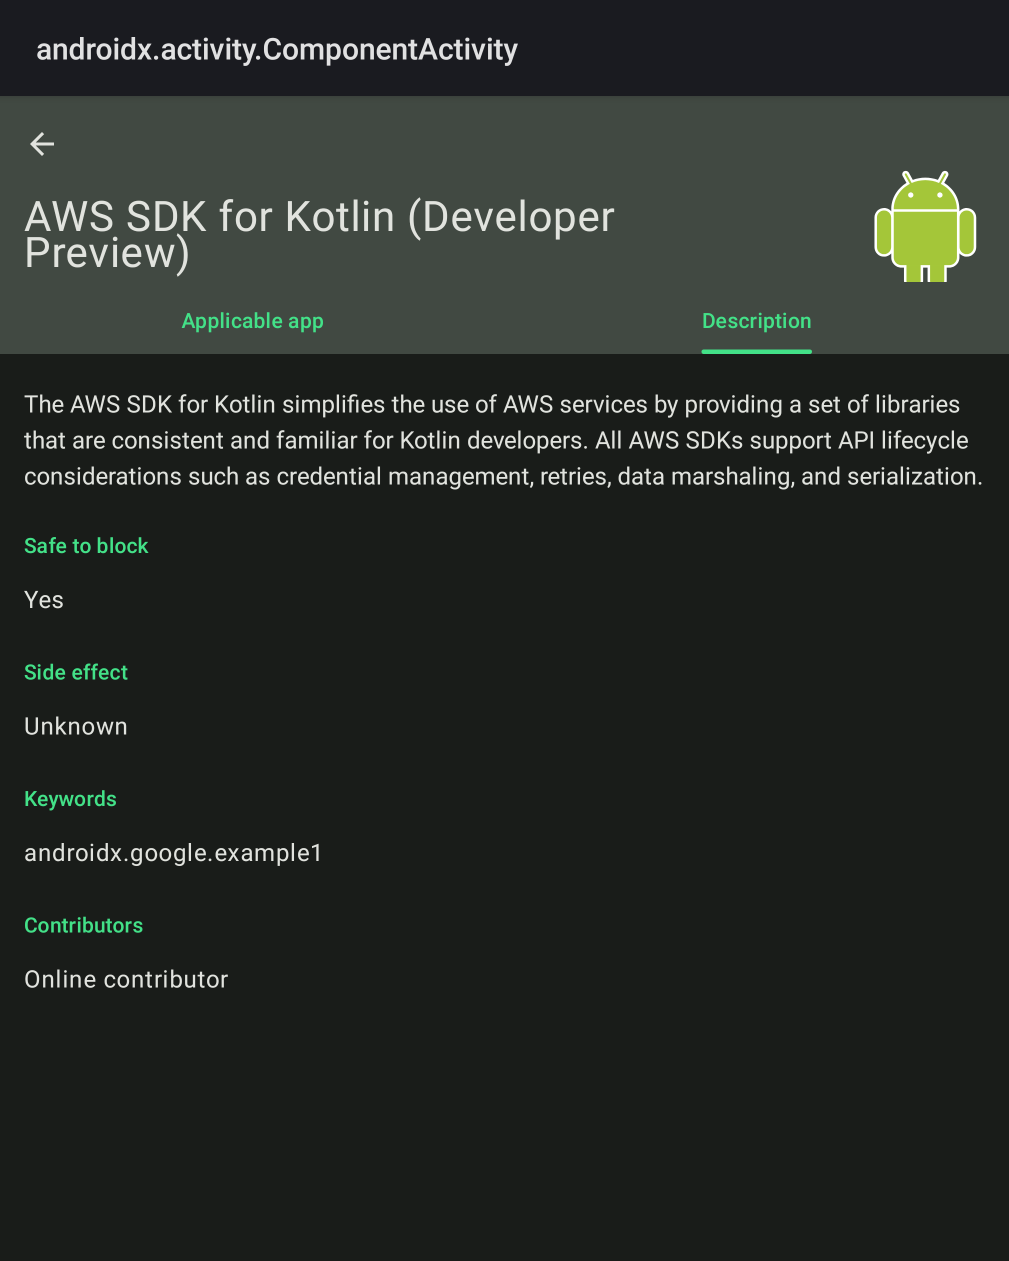 androidx.activity.ComponentActivity
AWS SDK for Kotlin (Developer
Preview)
Applicable app
Description
The AWS SDK for Kotlin simplifies the use of AWS services by providing a set of libraries
that are consistent and familiar for Kotlin developers. All AWS SDKs support API lifecycle
considerations such as credential management, retries, data marshaling, and serialization.
Safe to block
Yes
Side effect
Unknown
Keywords
androidx.google.example1
Contributors
Online contributor